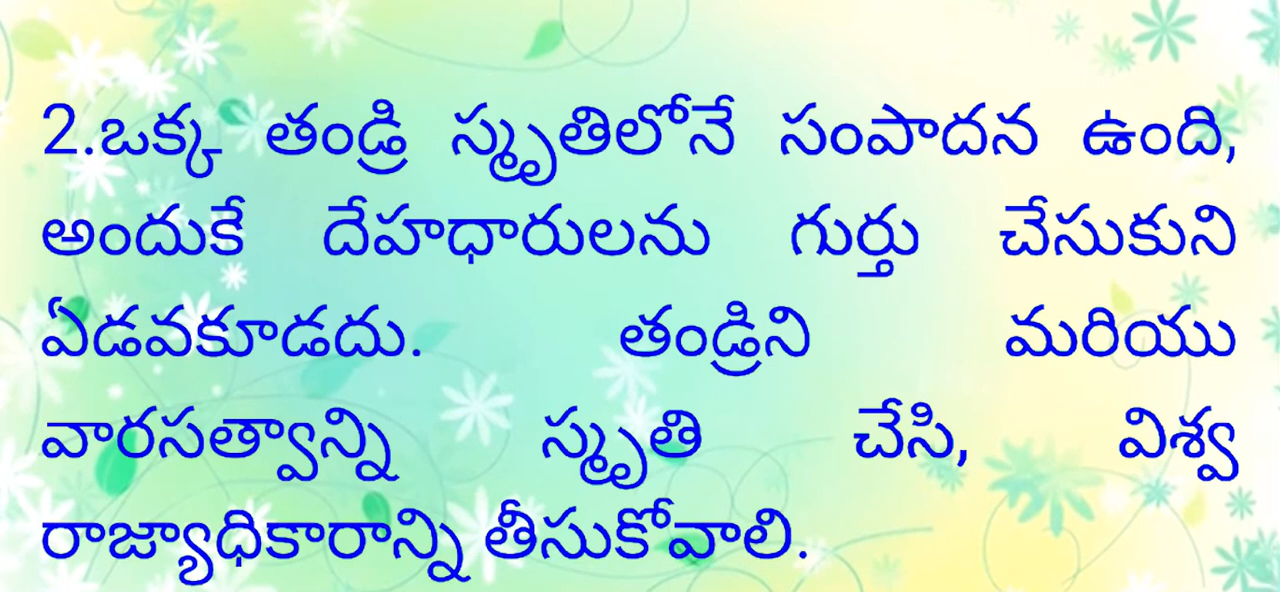 2.ఒక్క తండ్రి స్మృతిలోనే సంపాదన ఉంది,
అందుకే దేహధారులను గుర్తు చేసుకుని
ఏడవకూడదు. తండ్రిని మరియు
వారసత్వాన్ని స్మృతి చేసి, విశ్వ
రాజ్యాధికారాన్ని తీసుకోవాలి.